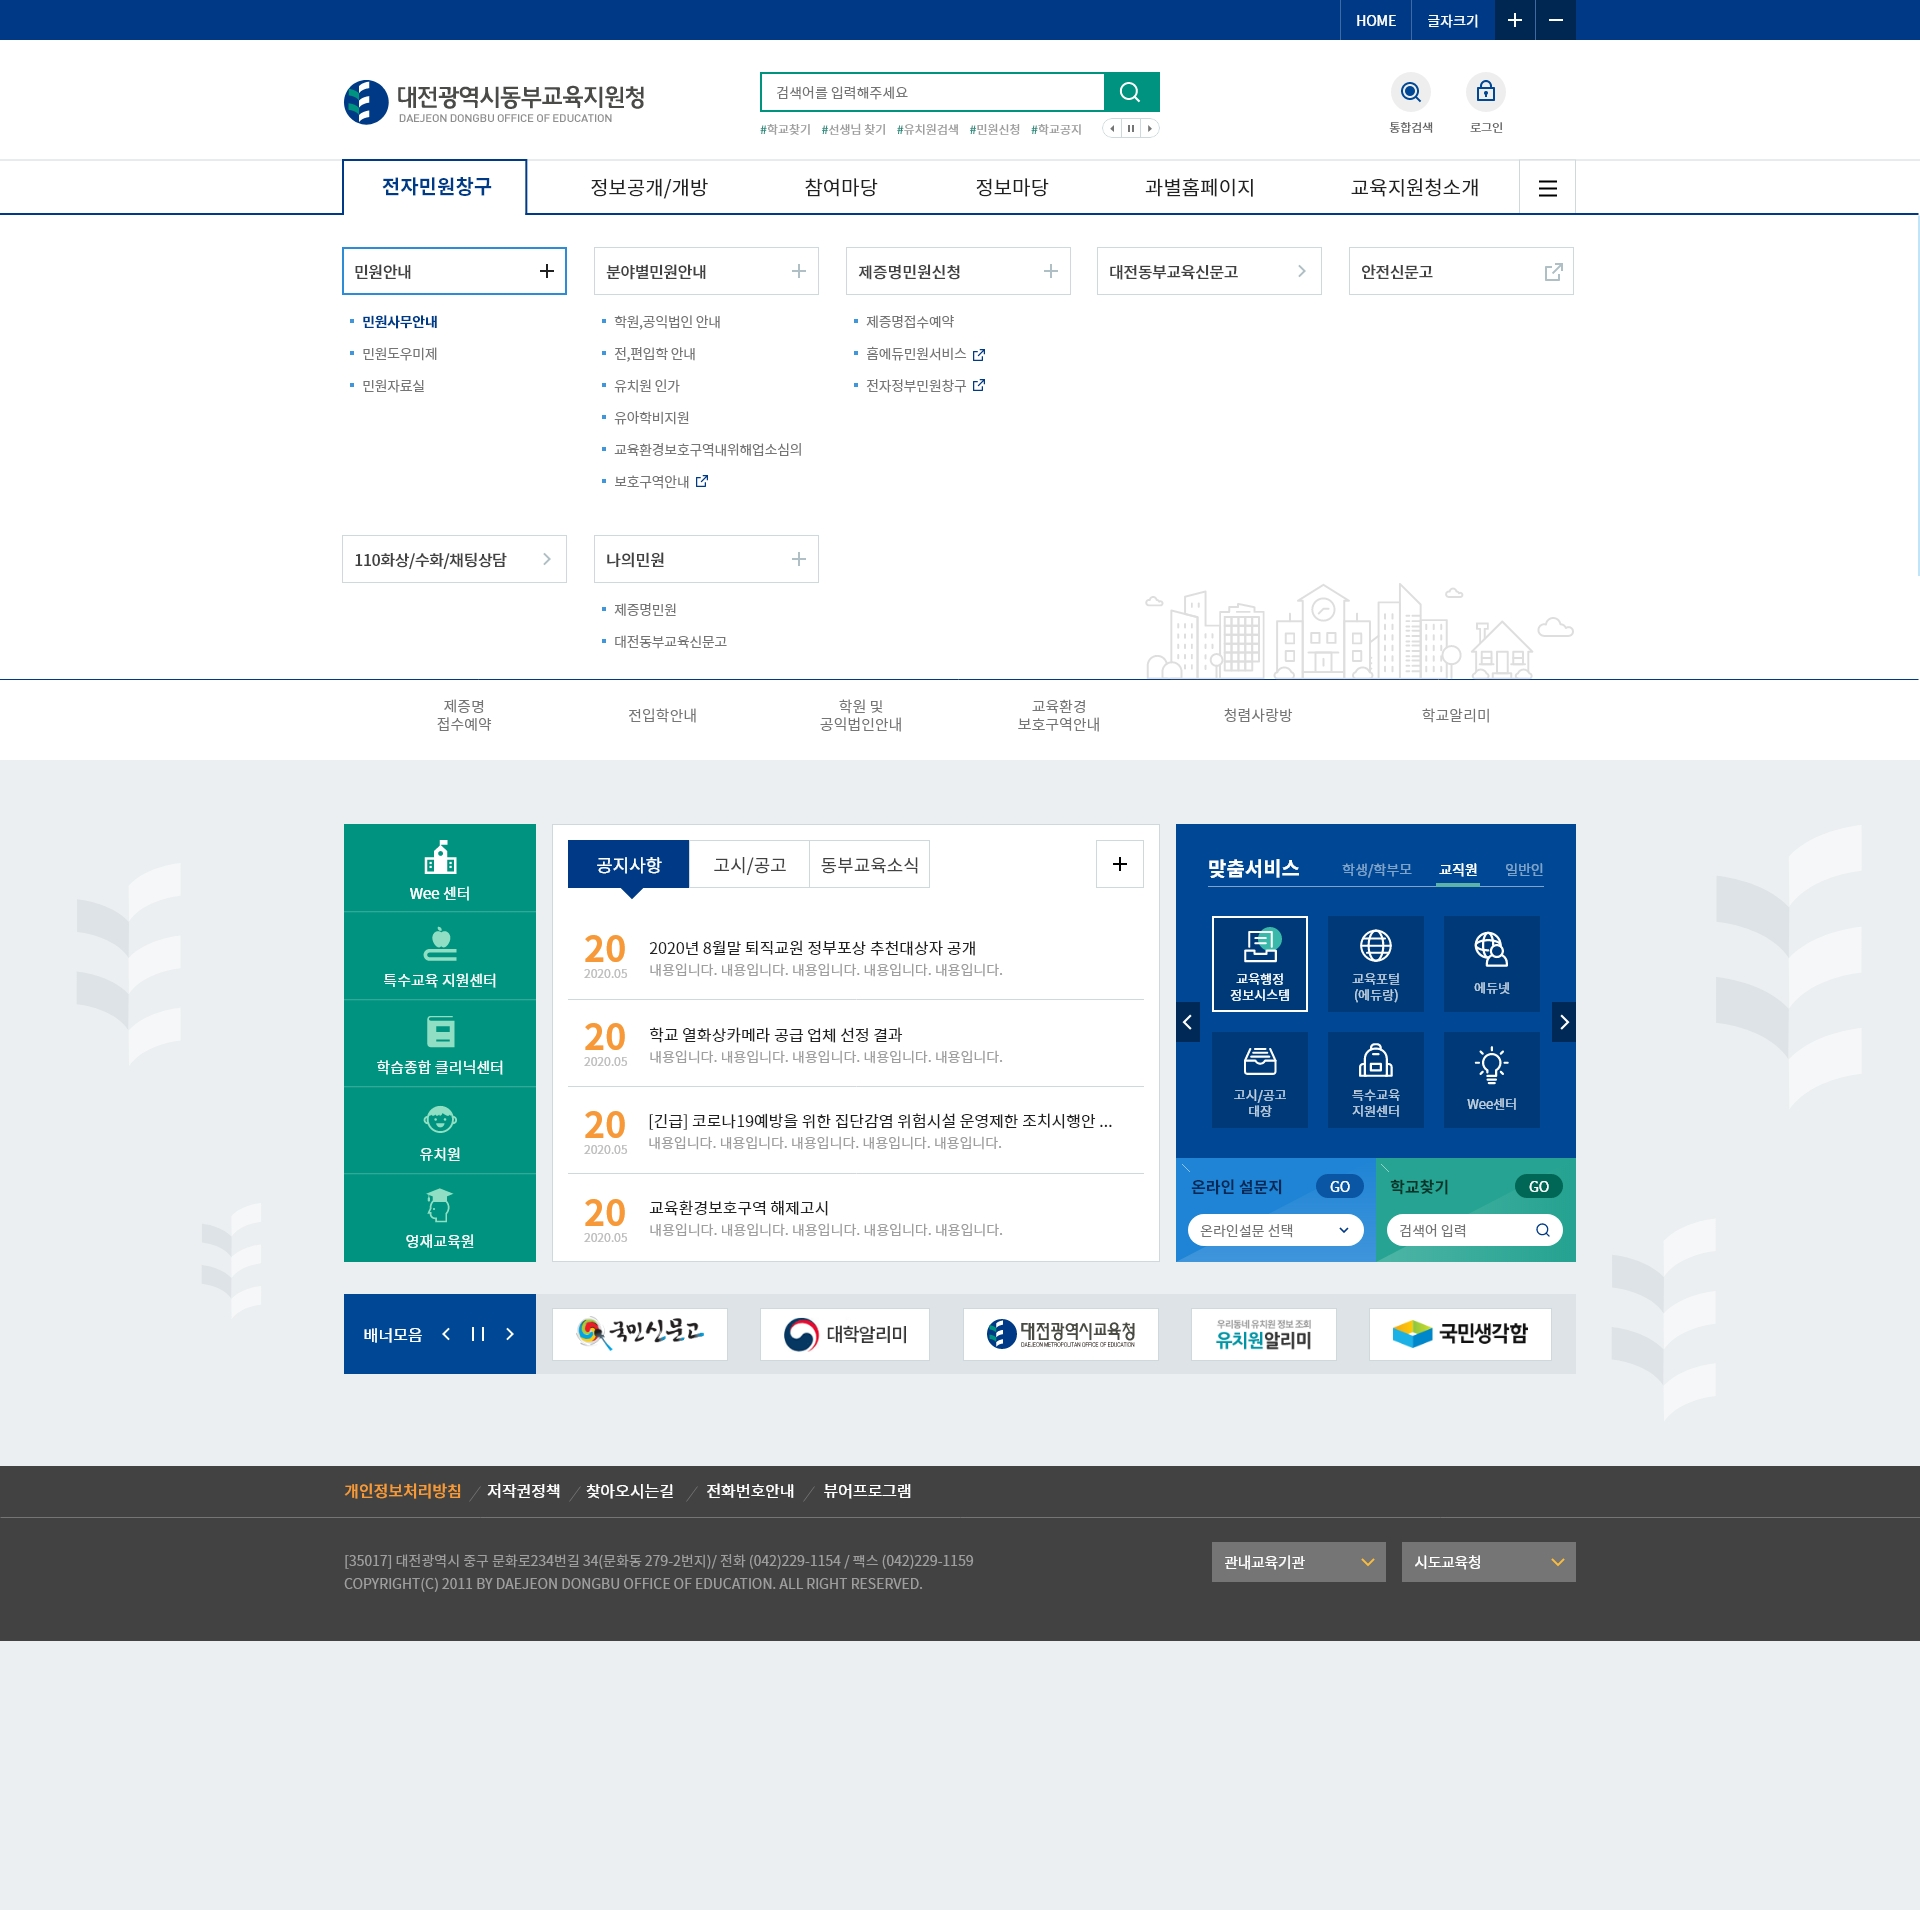 HOME
글자크기
대전광역시동부교육지원청
DAEJEON DONGBU OFFICE OF EDUCATION
검색어를 입력해주세요
#학교찾기 #선생님 찾기 #유치원검색 #민원신청 #학교공지
통합검색
로그인
전자민원창구
정보공개/개방
참여마당
정보마당
과별홈페이지
교육지원청소개
민원안내
민원사무안내
민원도우미제
민원자료실
분야별민원안내
학원,공익법인 안내
전,편입학 안내
유치원 인가
유아학비지원
교육환경보호구역내위해업소심의
보호구역안내
제증명민원신청
제증명접수예약
홈에듀민원서비스
전자정부민원창구
대전동부교육신문고
안전신문고
110화상/수화/채팅상담
나의민원
제증명민원
대전동부교육신문고
제증명
접수예약
전입학안내
학원 및
공익법인안내
교육환경
보호구역안내
청렴사랑방
학교알리미
Wee 센터
특수교육 지원센터
학습종합 클리닉센터
유치원
영재교육원
공지사항
고시/공고
동부교육소식
20
2020.05
2020년 8월말 퇴직교원 정부포상 추천대상자 공개
내용입니다. 내용입니다. 내용입니다. 내용입니다. 내용입니다.
20
2020.05
학교 열화상카메라 공급 업체 선정 결과
내용입니다. 내용입니다. 내용입니다. 내용입니다. 내용입니다.
20
2020.05
[긴급] 코로나19예방을 위한 집단감염 위험시설 운영제한 조치시행안 ...
내용입니다. 내용입니다. 내용입니다. 내용입니다. 내용입니다.
20
2020.05
교육환경보호구역 해제고시
내용입니다. 내용입니다. 내용입니다. 내용입니다. 내용입니다.
맞춤서비스
학생/학부모
교직원
일반인
교육행정
정보시스템
교육포털
(에듀랑)
에듀넷
고시/공고
대장
특수교육
지원센터
Wee센터
온라인 설문지
GO
온라인설문 선택
학교찾기
GO
검색어 입력
배너모음
국민신문고
대학알리미
대전광역시교육청
DAEJEON METROPOLITAN OFFICE OF EDUCATION
우리동네 유치원 정보 조회
유치원알리미
국민생각함
개인정보처리방침 / 저작권정책 / 찾아오시는길 / 전화번호안내 / 뷰어프로그램
[35017] 대전광역시 중구 문화로234번길 34(문화동 279-2번지)/ 전화 (042)229-1154 / 팩스 (042)229-1159
COPYRIGHT(C) 2011 BY DAEJEON DONGBU OFFICE OF EDUCATION. ALL RIGHT RESERVED.
관내교육기관
시도교육청